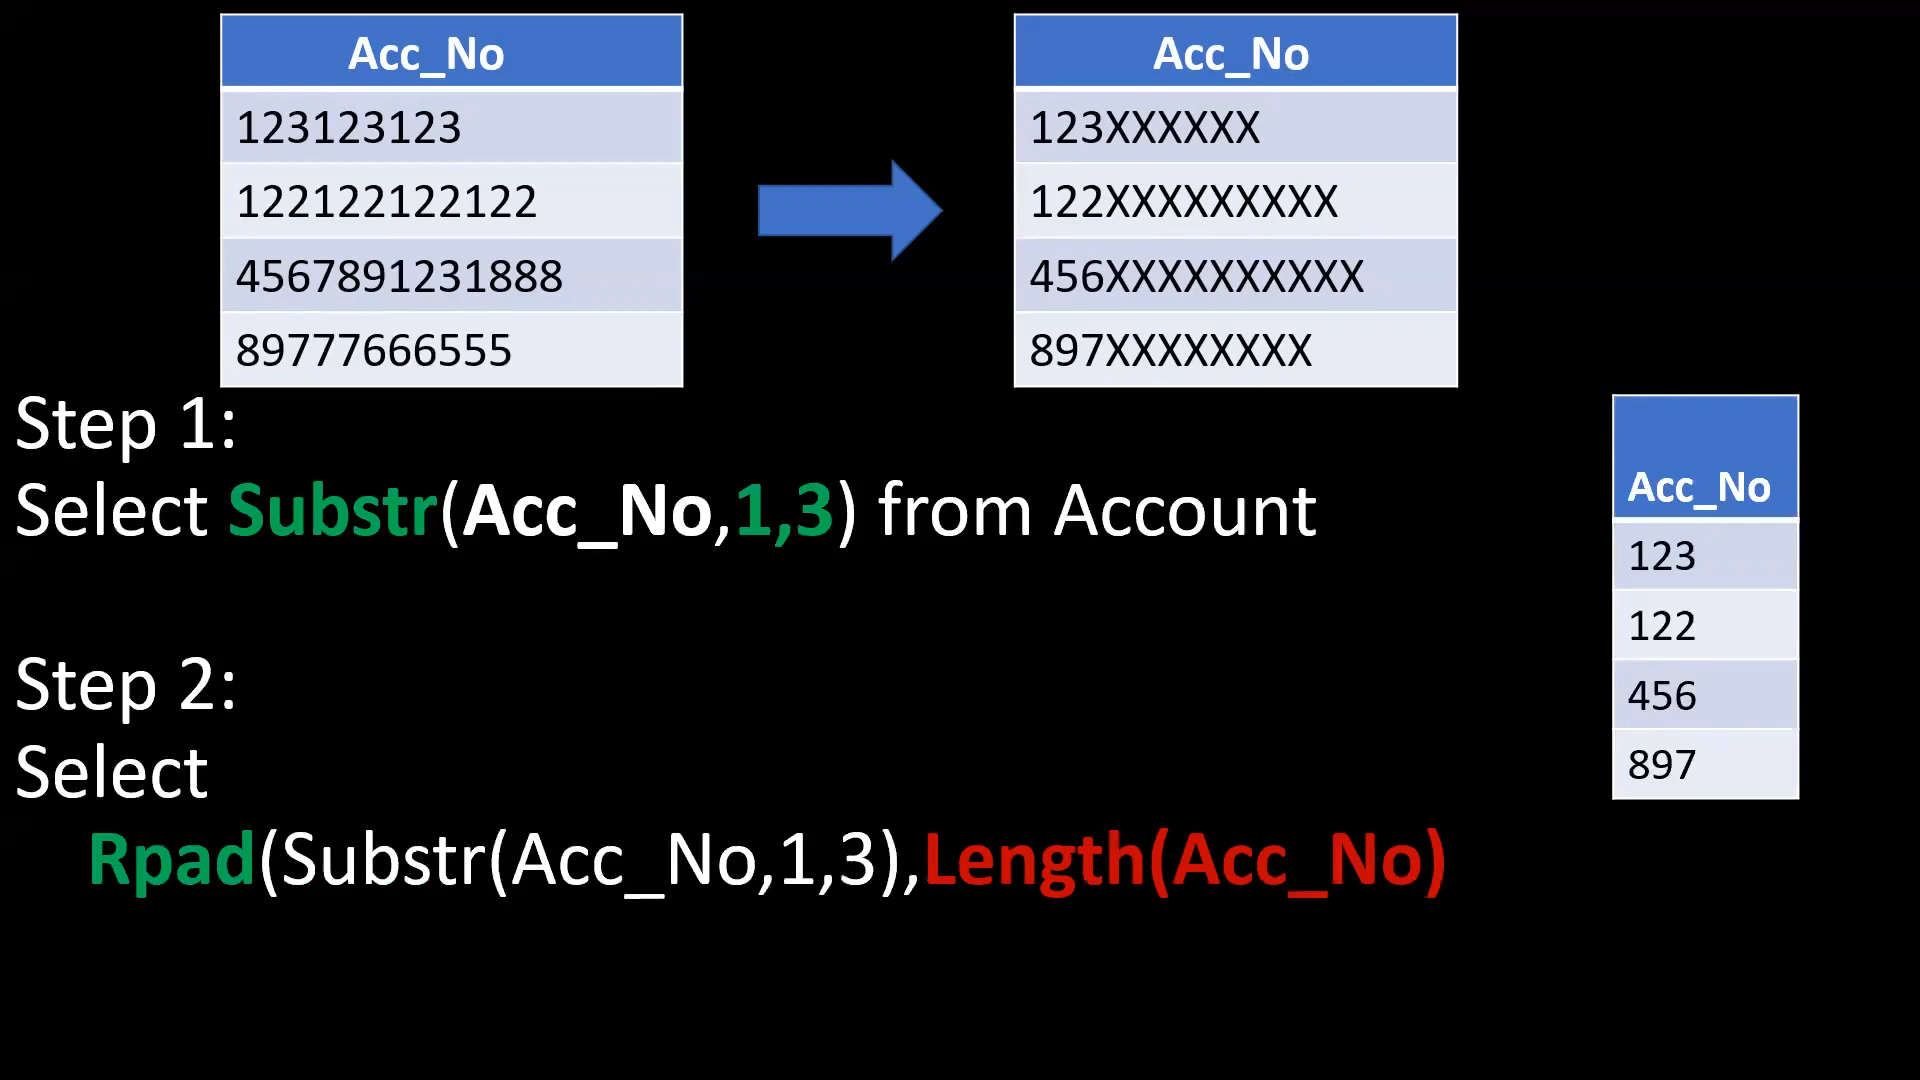 Acc_No
123123123
122122122122
4567891231888
89777666555
Acc_No
123XXXXXX
122XXXXXXXXX
456XXXXXXXXXX
897XXXXXXXX
Step 1:
Select Substr(Acc_No,1,3) from Account
Acc_No
123
122
456
897
Step 2:
Select
Rpad(Substr(Acc_No,1,3),Length(Acc_No)